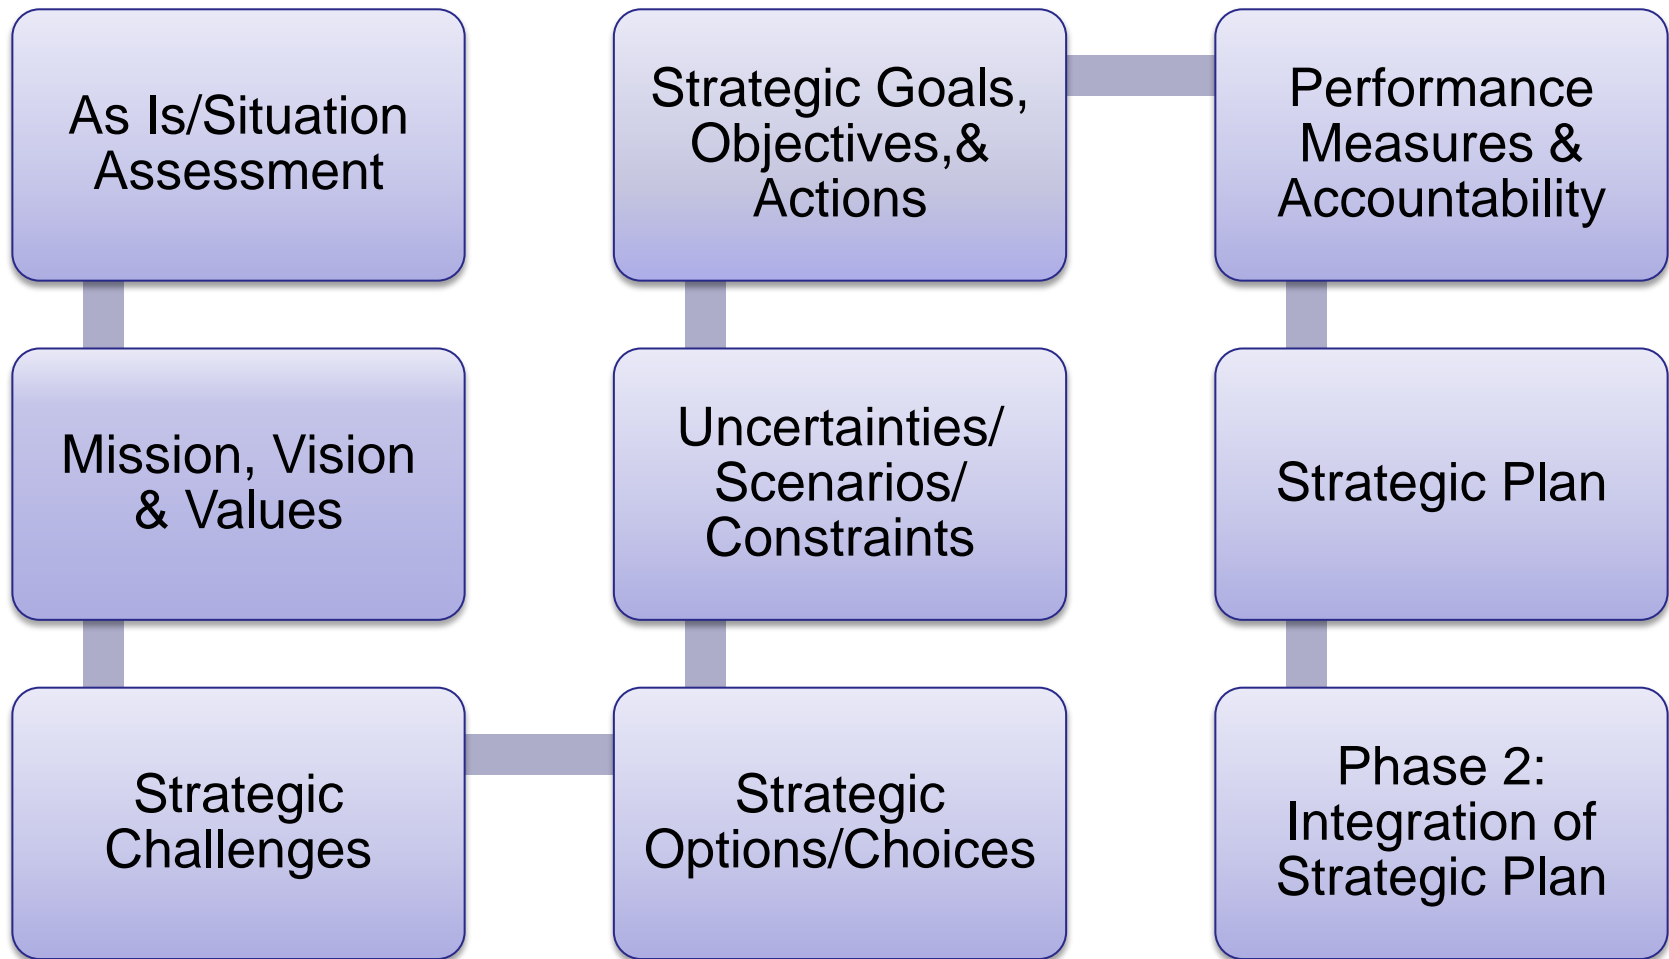 As Is/Situation
Assessment
Mission, Vision
& Values
Strategic
Challenges
Strategic
Options/Choices
Uncertainties/
Scenarios/
Constraints
Strategic Goals,
Objectives,&
Actions
Performance
Measures &
Accountability
Strategic Plan
Phase 2:
Integration of
Strategic Plan